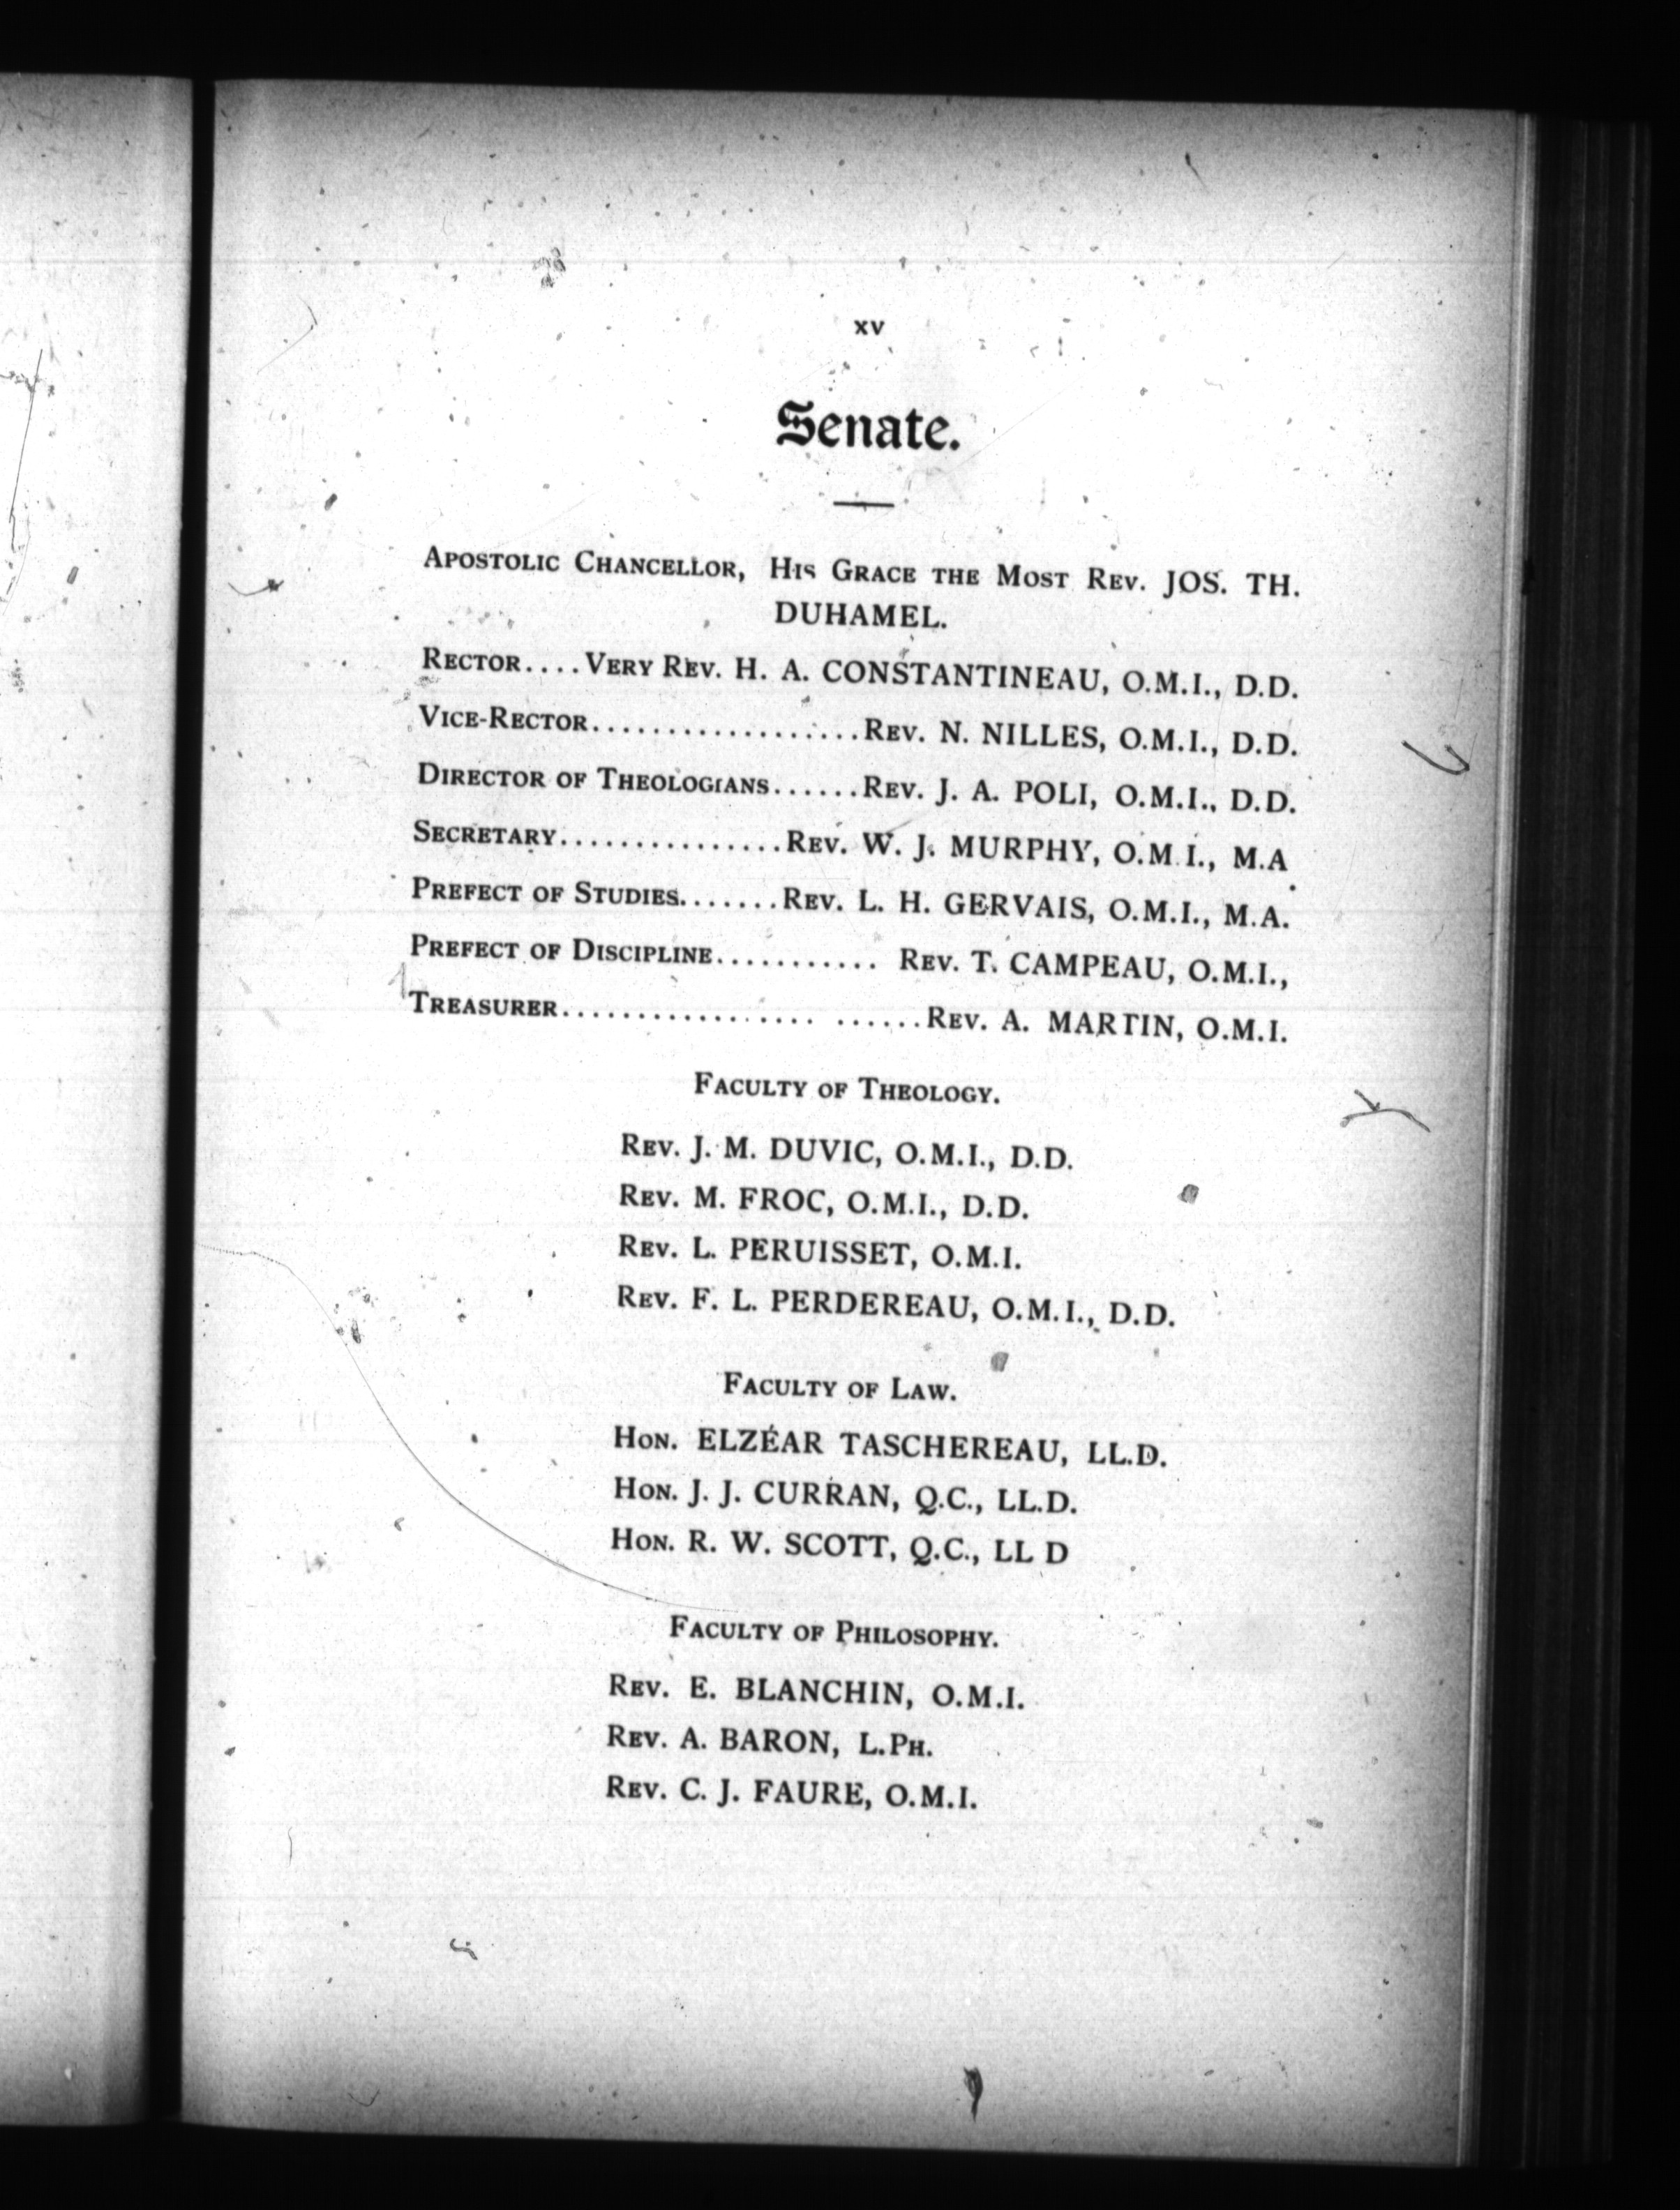 xv
Senate.
Apostolic Chancellor, His Grace the Most Rev. JOS. TH.
DUHAMEL.
Rector....Very Rev. H. A. CONSTANTINEAU, O.M.I., D.D.
Vice-Rector..................Rev. N. NILLES, O.M.I., D.D.
Director of Theologians......Rev. J. A. POLI, O.M.I., D.D.
Secretary...............Rev. W. J. MURPHY, O.M.I., M.A
Prefect of Studies.......Rev. L. H. GERVAIS, O.M.I., M.A.
Prefect of Discipline........... Rev. T. CAMPEAU, O.M.I.,
Treasurer................. ......Rev. A. MARTIN, O.M.I.
Faculty of Theology.
Rev. J. M. DUVIC, O.M.I., D.D.
Rev. M. FROC, O.M.I., D.D.
Rev. L. PERUISSET, O.M.I.
Rev. F. L. PERDEREAU, O.M.I., D.D.
Faculty of Law.
Hon. ELZÉAR TASCHEREAU, LL.D.
Hon. J. J. CURRAN, Q.C., LL.D.
Hon. R. W. SCOTT, Q.C., LL D
Faculty of Philosophy.
Rev. E. BLANCHIN, O.M.I.
Rev. A. BARON, L.Ph.
Rev. C. J. FAURE, O.M.I.